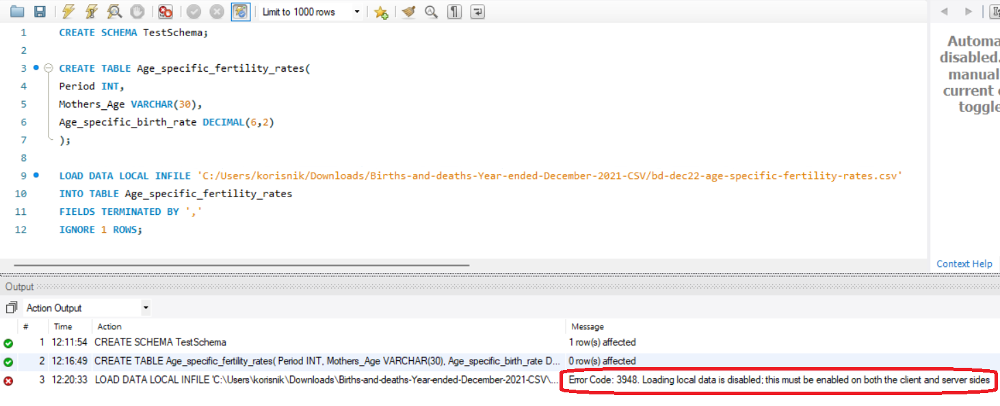 Limit to 1000 rows
1 CREATE SCHEMA TestSchema;
2
3 CREATE TABLE Age_specific_fertility_rates(
4 Period INT,
5 Mothers_Age VARCHAR(30),
6 Age_specific_birth_rate DECIMAL(6,2)
7 );
8
9 LOAD DATA LOCAL INFILE 'C:/Users/korisnik/Downloads/Births-and-deaths-Year-ended-December-2021-CSV/bd-dec22-age-specific-fertility-rates.csv'
10 INTO TABLE Age_specific_fertility_rates
11 FIELDS TERMINATED BY ','
12 IGNORE 1 ROWS;
Automa
disabled.
manual
current
toggle
Context Help
Output
Action Output
# Time Action Message
1 12:11:54 CREATE SCHEMA TestSchema 1 row(s) affected
2 12:16:49 CREATE TABLE Age_specific_fertility_rates( Period INT, Mothers_Age VARCHAR(30), Age_specific_birth_rate D... 0 row(s) affected
3 12:20:33 LOAD DATA LOCAL INFILE 'C:\Users\korisnik\Downloads\Births-and-deaths-Year-ended-December-2021-CSV\... Error Code: 3948. Loading local data is disabled; this must be enabled on both the client and server sides